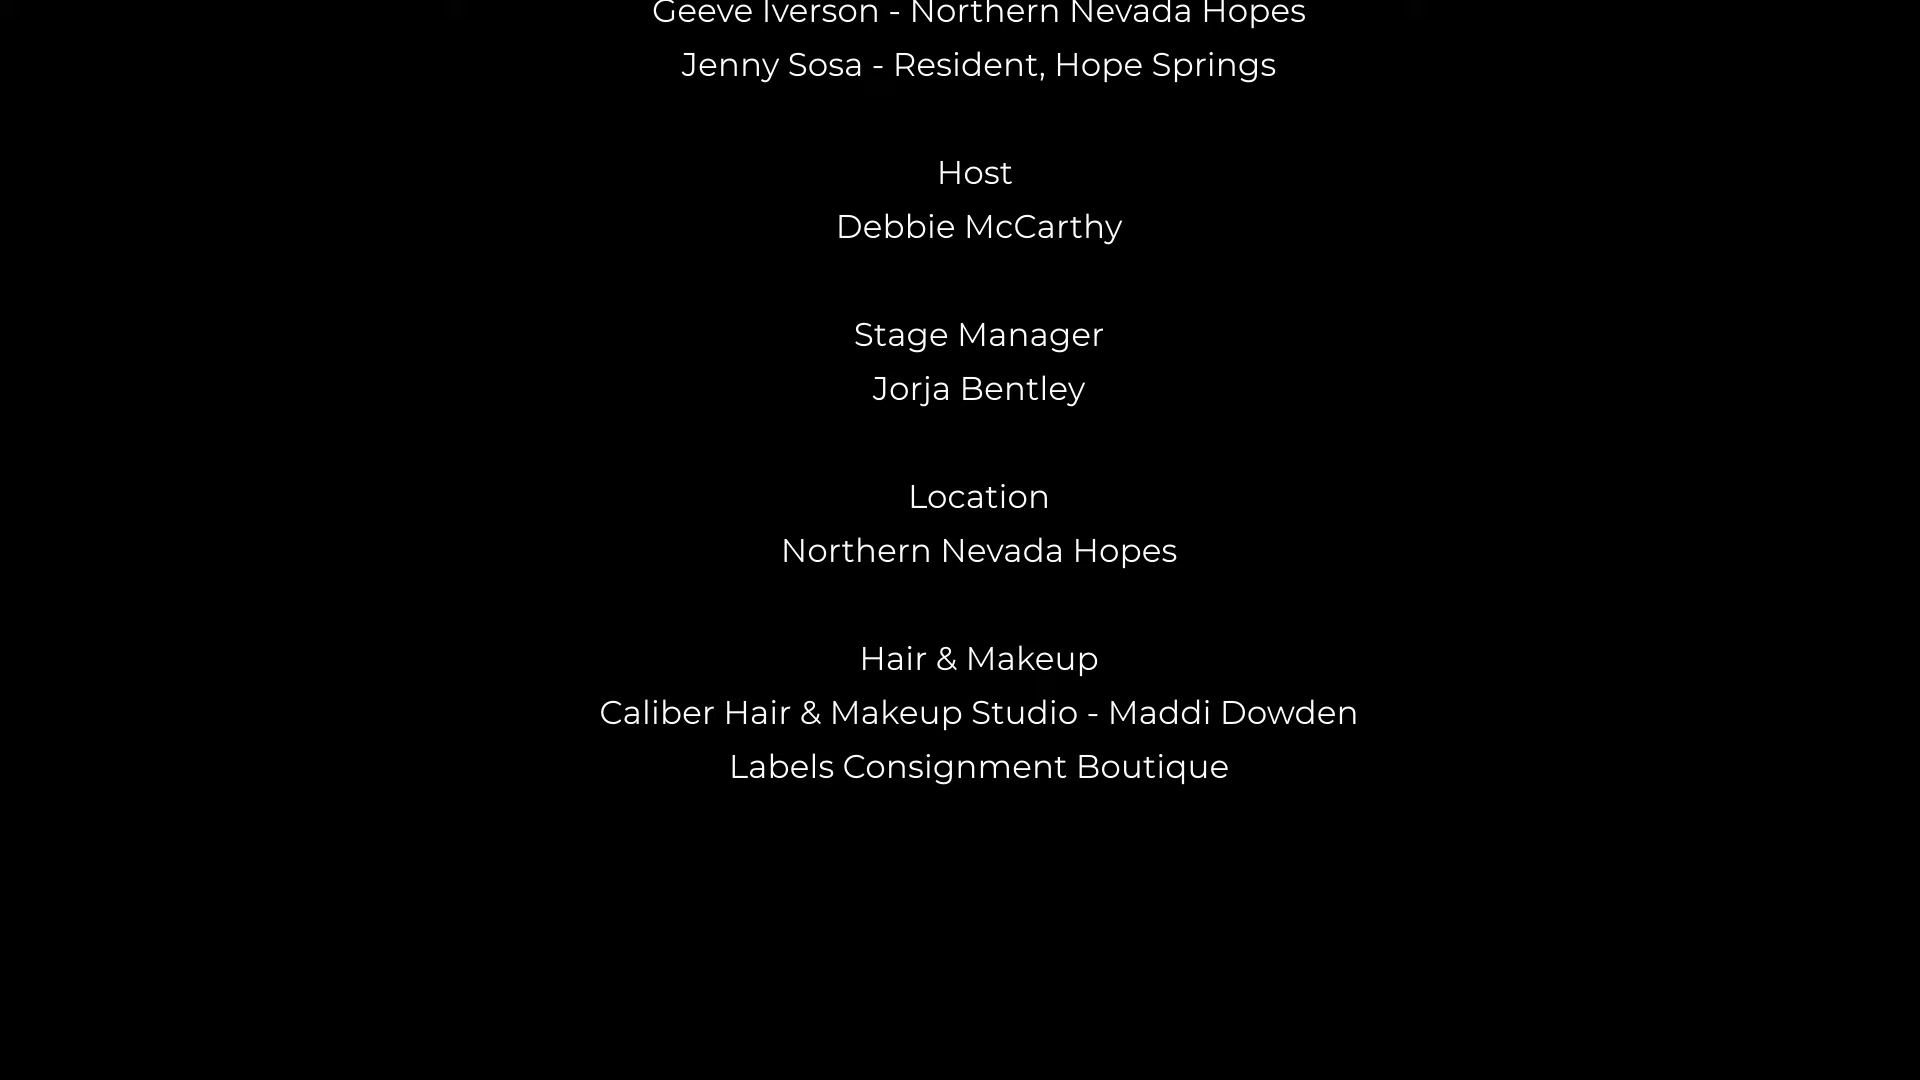 Geeve Iverson - Northern Nevada Hopes
Jenny Sosa - Resident, Hope Springs
Host
Debbie McCarthy
Stage Manager
Jorja Bentley
Location
Northern Nevada Hopes
Hair & Makeup
Caliber Hair & Makeup Studio - Maddi Dowden
Labels Consignment Boutique